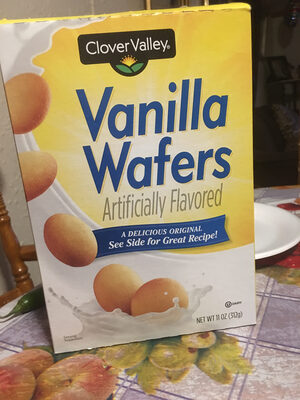 Clover Valley®
Vanilla
Wafers
Artificially Flavored
A DELICIOUS ORIGINAL
See Side for Great Recipe!
NET WT 11 OZ (312g)